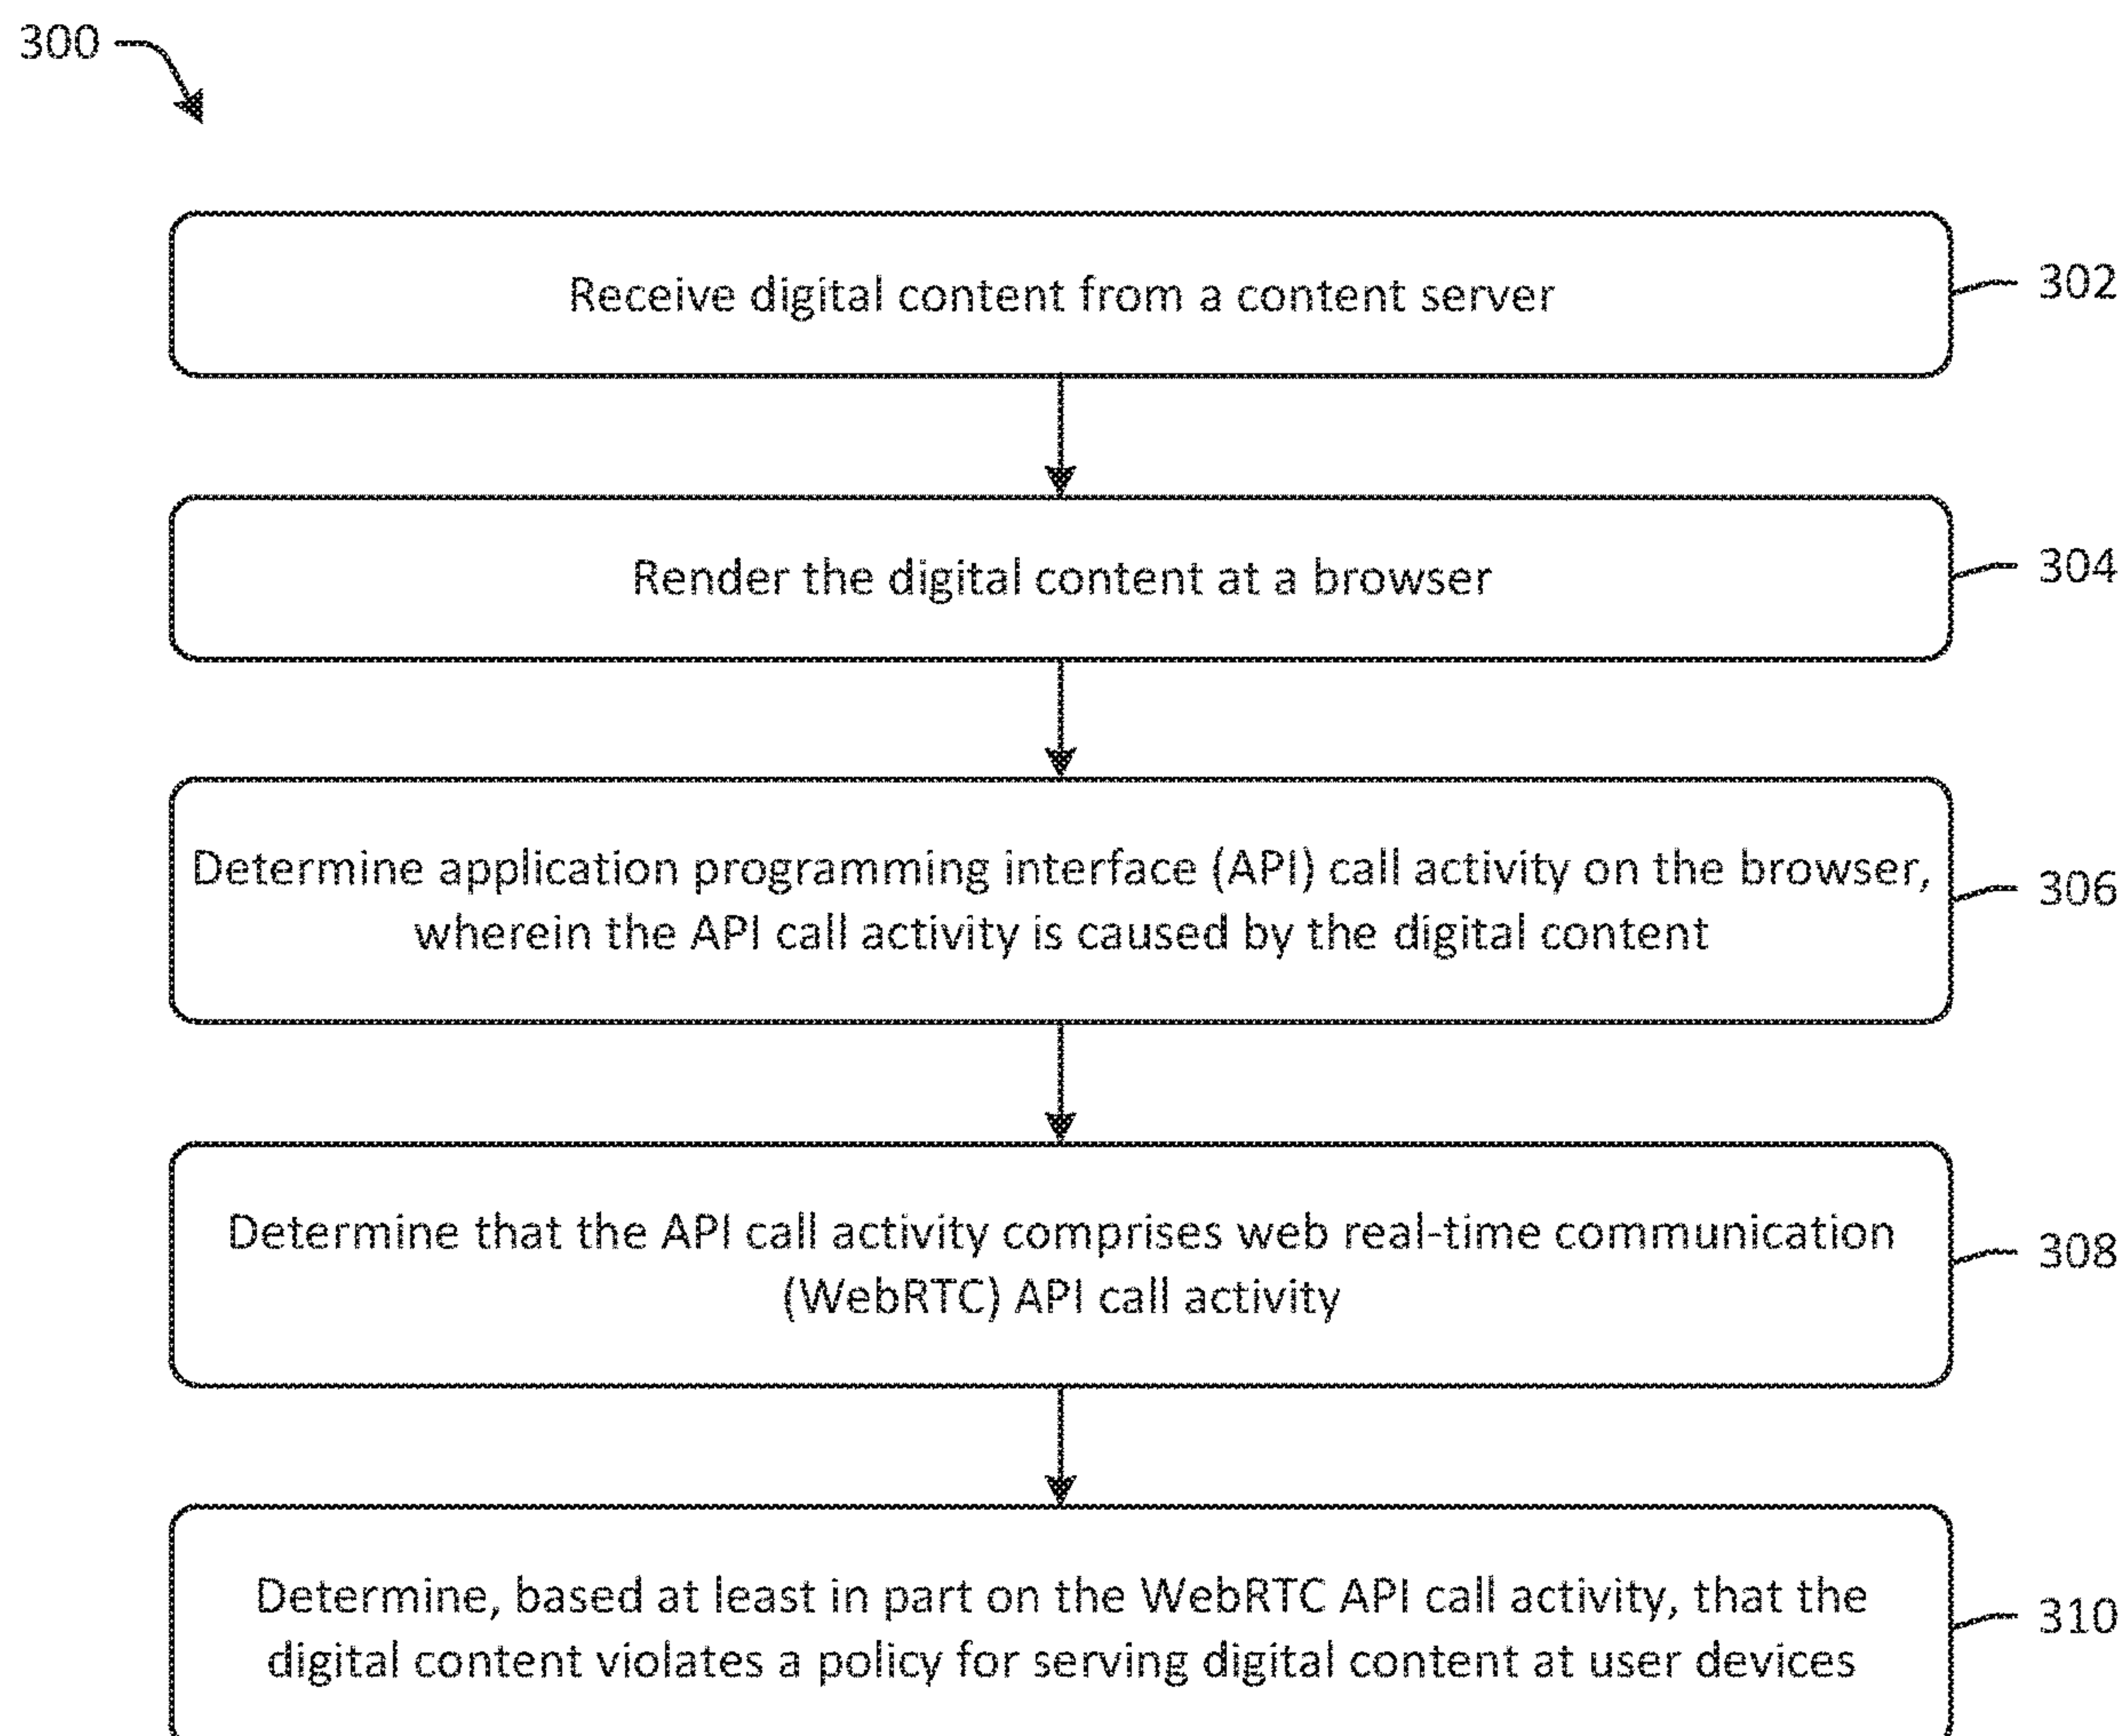 300
Receive digital content from a content server
302
Render the digital content at a browser
304
Determine application programming interface (API) call activity on the browser,
wherein the API call activity is caused by the digital content
306
Determine that the API call activity comprises web real-time communication
(WebRTC) API call activity
308
Determine, based at least in part on the WebRTC API call activity, that the
digital content violates a policy for serving digital content at user devices
310